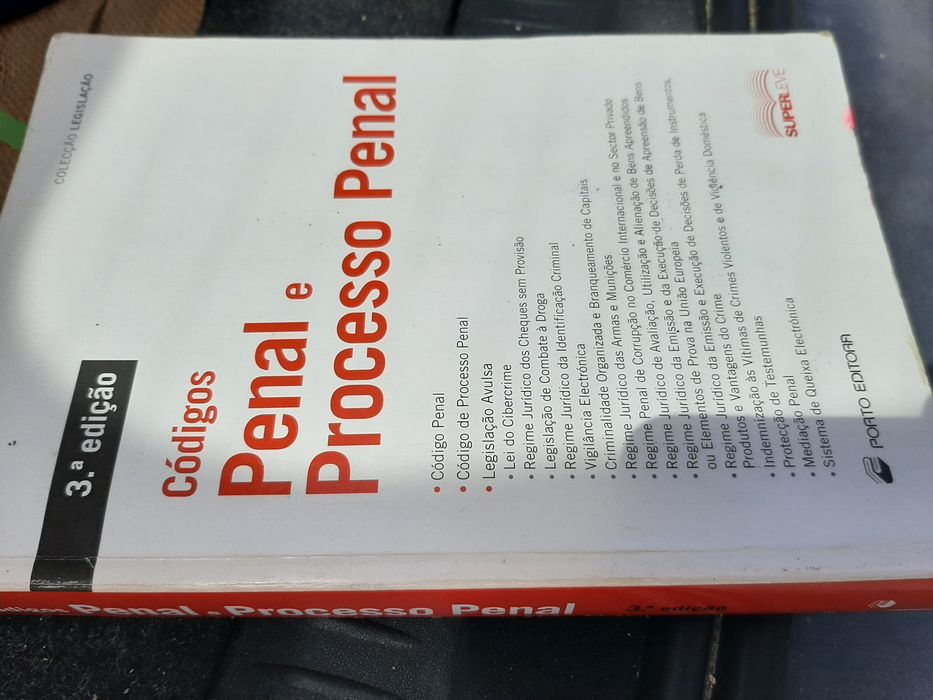 COLECÇÃO LEGISLAÇÃO
3.ª edição
Códigos
Penal e
Processo Penal
• Código Penal
• Código de Processo Penal
• Legislação Avulsa
• Lei do Cibercrime
• Regime Jurídico dos Cheques sem Provisão
• Legislação de Combate à Droga
• Regime Jurídico da Identificação Criminal
• Vigilância Electrónica
• Criminalidade Organizada e Branqueamento de Capitais
• Regime Jurídico das Armas e Munições
• Regime Penal de Corrupção no Comércio Internacional e no Sector Privado
• Regime Jurídico de Avaliação, Utilização e Alienação de Bens Apreendidos
• Regime Jurídico da Emissão e da Execução de Decisões de Apreensão de Bens
ou Elementos de Prova na União Europeia
• Regime Jurídico da Emissão e Execução de Decisões de Perda de Instrumentos,
Produtos e Vantagens do Crime
• Indemnização às Vítimas de Crimes Violentos e de Violência Doméstica
• Protecção de Testemunhas
• Mediação Penal
• Sistema de Queixa Electrónica
PORTO EDITORA
SUPERLEVE
Códigos Penal e Processo Penal 3.ª edição